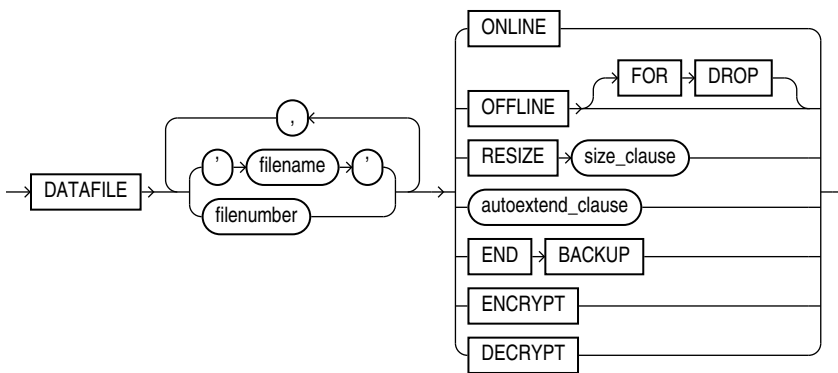 ONLINE
FOR DROP
OFFLINE
,
' filename '
RESIZE size_clause
DATAFILE
filenumber
autoextend_clause
END BACKUP
ENCRYPT
DECRYPT